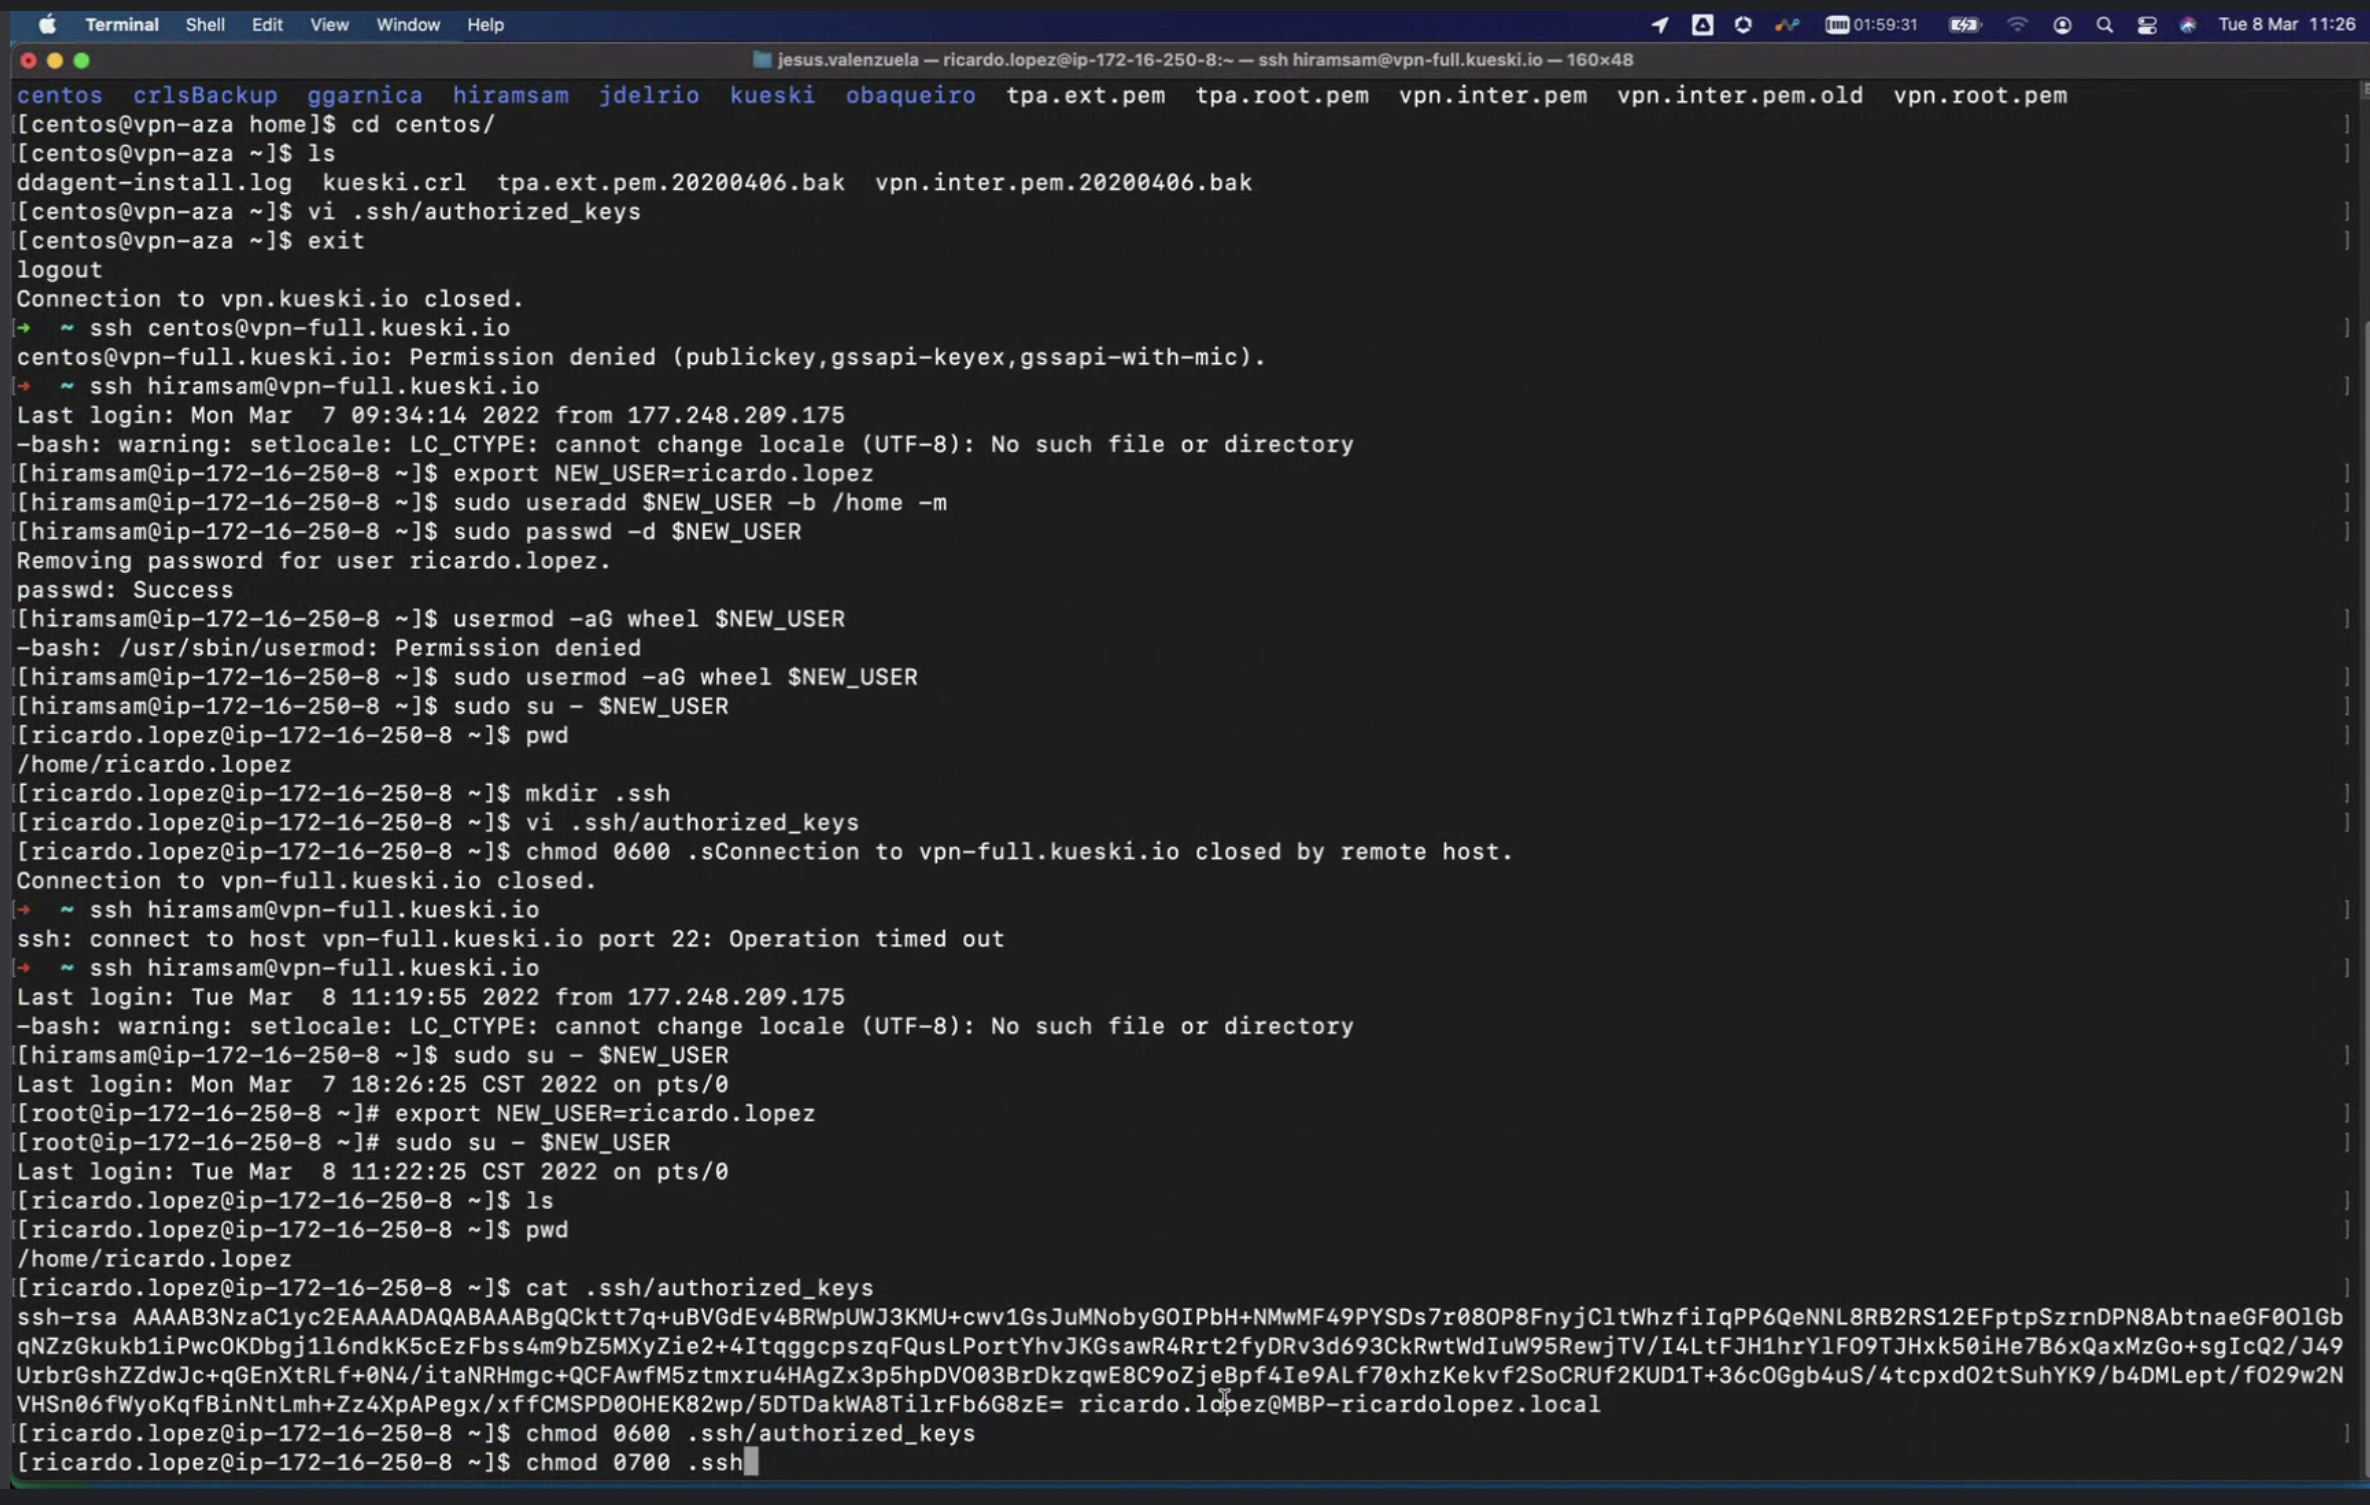 Terminal Shell Edit View Window Help 01:59:31 Tue 8 Mar 11:26
jesus.valenzuela — ricardo.lopez@ip-172-16-250-8:~ — ssh hiramsam@vpn-full.kueski.io — 160×48
centos crlsBackup ggarnica hiramsam jdelrio kueski obaqueiro tpa.ext.pem tpa.root.pem vpn.inter.pem vpn.inter.pem.old vpn.root.pem
[[centos@vpn-aza home]$ cd centos/ ]
[[centos@vpn-aza ~]$ ls ]
ddagent-install.log kueski.crl tpa.ext.pem.20200406.bak vpn.inter.pem.20200406.bak
[[centos@vpn-aza ~]$ vi .ssh/authorized_keys ]
[[centos@vpn-aza ~]$ exit ]
logout
Connection to vpn.kueski.io closed.
[→ ~ ssh centos@vpn-full.kueski.io ]
centos@vpn-full.kueski.io: Permission denied (publickey,gssapi-keyex,gssapi-with-mic).
[→ ~ ssh hiramsam@vpn-full.kueski.io ]
Last login: Mon Mar 7 09:34:14 2022 from 177.248.209.175
-bash: warning: setlocale: LC_CTYPE: cannot change locale (UTF-8): No such file or directory
[[hiramsam@ip-172-16-250-8 ~]$ export NEW_USER=ricardo.lopez ]
[[hiramsam@ip-172-16-250-8 ~]$ sudo useradd $NEW_USER -b /home -m ]
[[hiramsam@ip-172-16-250-8 ~]$ sudo passwd -d $NEW_USER ]
Removing password for user ricardo.lopez.
passwd: Success
[[hiramsam@ip-172-16-250-8 ~]$ usermod -aG wheel $NEW_USER ]
-bash: /usr/sbin/usermod: Permission denied
[[hiramsam@ip-172-16-250-8 ~]$ sudo usermod -aG wheel $NEW_USER ]
[[hiramsam@ip-172-16-250-8 ~]$ sudo su - $NEW_USER ]
[[ricardo.lopez@ip-172-16-250-8 ~]$ pwd ]
/home/ricardo.lopez
[[ricardo.lopez@ip-172-16-250-8 ~]$ mkdir .ssh ]
[[ricardo.lopez@ip-172-16-250-8 ~]$ vi .ssh/authorized_keys ]
[ricardo.lopez@ip-172-16-250-8 ~]$ chmod 0600 .sConnection to vpn-full.kueski.io closed by remote host.
Connection to vpn-full.kueski.io closed.
[→ ~ ssh hiramsam@vpn-full.kueski.io ]
ssh: connect to host vpn-full.kueski.io port 22: Operation timed out
[→ ~ ssh hiramsam@vpn-full.kueski.io ]
Last login: Tue Mar 8 11:19:55 2022 from 177.248.209.175
-bash: warning: setlocale: LC_CTYPE: cannot change locale (UTF-8): No such file or directory
[[hiramsam@ip-172-16-250-8 ~]$ sudo su - $NEW_USER ]
Last login: Mon Mar 7 18:26:25 CST 2022 on pts/0
[[root@ip-172-16-250-8 ~]# export NEW_USER=ricardo.lopez ]
[[root@ip-172-16-250-8 ~]# sudo su - $NEW_USER ]
Last login: Tue Mar 8 11:22:25 CST 2022 on pts/0
[[ricardo.lopez@ip-172-16-250-8 ~]$ ls ]
[[ricardo.lopez@ip-172-16-250-8 ~]$ pwd ]
/home/ricardo.lopez
[[ricardo.lopez@ip-172-16-250-8 ~]$ cat .ssh/authorized_keys ]
ssh-rsa AAAAB3NzaC1yc2EAAAADAQABAAABgQCktt7q+uBVGdEv4BRWpUWJ3KMU+cwv1GsJuMNobyGOIPbH+NMwMF49PYSDs7r08OP8FnyjCltWhzfiIqPP6QeNNL8RB2RS12EFptpSzrnDPN8AbtnaeGF0OlGb
qNZzGkukb1iPwcOKDbgj1l6ndkK5cEzFbss4m9bZ5MXyZie2+4ItqggcpszqFQusLPortYhvJKGsawR4Rrt2fyDRv3d693CkRwtWdIuW95RewjTV/I4LtFJH1hrYlFO9TJHxk50iHe7B6xQaxMzGo+sgIcQ2/J49
UrbrGshZZdwJc+qGEnXtRLf+0N4/itaNRHmgc+QCFAwfM5ztmxru4HAgZx3p5hpDVO03BrDkzqwE8C9oZjeBpf4Ie9ALf70xhzKekvf2SoCRUf2KUD1T+36cOGgb4uS/4tcpxdO2tSuhYK9/b4DMLept/fO29w2N
VHSn06fWyoKqfBinNtLmh+Zz4XpAPegx/xffCMSPD0OHEK82wp/5DTDakWA8TilrFb6G8zE= ricardo.lopez@MBP-ricardolopez.local
[[ricardo.lopez@ip-172-16-250-8 ~]$ chmod 0600 .ssh/authorized_keys ]
[ricardo.lopez@ip-172-16-250-8 ~]$ chmod 0700 .ssh